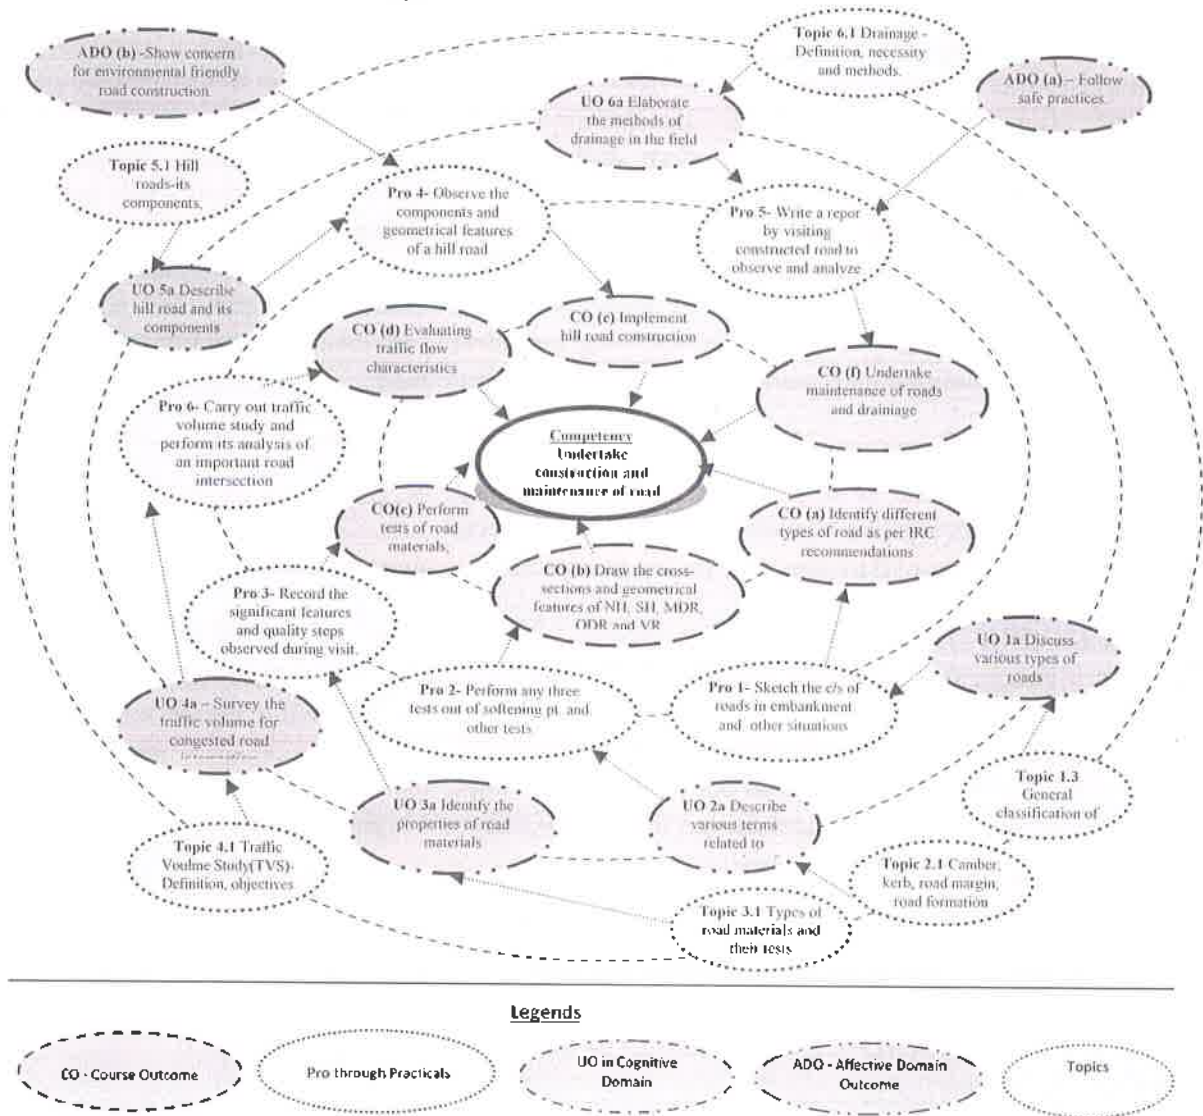 ADO (b) -Show concern
for environmental friendly
road construction.
Topic 6.1 Drainage -
Definition, necessity
and methods.
ADO (a) – Follow
safe practices.
UO 6a Elaborate
the methods of
drainage in the field
Topic 5.1 Hill
roads-its
components,
Pro 4- Observe the
components and
geometrical features
of a hill road
Pro 5- Write a repor
by visiting
constructed road to
observe and analyze
UO 5a Describe
hill road and its
components
CO (d) Evaluating
traffic flow
characteristics
CO (e) Implement
hill road construction
CO (f) Undertake
maintenance of roads
and drainiage
Pro 6- Carry out traffic
volume study and
perform its analysis of
an important road
intersection
Competency
Undertake
construction and
maintenance of road
CO(c) Perform
tests of road
materials.
CO (a) Identify different
types of road as per IRC
recommendations
CO (b) Draw the cross-
sections and geometrical
features of NH, SH, MDR,
ODR and VR
Pro 3- Record the
significant features
and quality steps
observed during visit.
UO 1a Discuss
various types of
roads
Pro 2- Perform any three
tests out of softening pt. and
other tests
Pro 1- Sketch the c/s of
roads in embankment
and other situations
UO 4a – Survey the
traffic volume for
congested road
Topic 1.3
General
classification of
UO 3a Identify the
properties of road
materials
UO 2a Describe
various terms
related to
Topic 4.1 Traffic
Voulme Study(TVS)-
Definition, objectives
Topic 2.1 Camber,
kerb, road margin,
road formation
Topic 3.1 Types of
road materials and
their tests
Legends
CO - Course Outcome
Pro through Practicals
UO in Cognitive
Domain
ADO - Affective Domain
Outcome
Topics